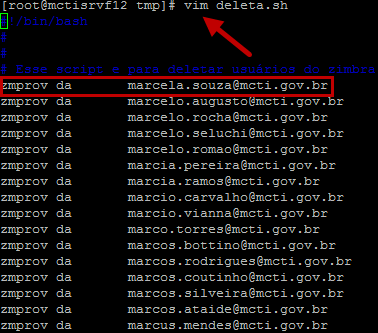 [root@mctisrvf12 tmp]# vim deleta.sh
# /bin/bash
#
#
# Esse script e para deletar usuários do zimbra
zmprov da marcela.souza@mcti.gov.br
zmprov da marcelo.augusto@mcti.gov.br
zmprov da marcelo.rocha@mcti.gov.br
zmprov da marcelo.seluchi@mcti.gov.br
zmprov da marcelo.romao@mcti.gov.br
zmprov da marcia.pereira@mcti.gov.br
zmprov da marcia.ramos@mcti.gov.br
zmprov da marcio.carvalho@mcti.gov.br
zmprov da marcio.vianna@mcti.gov.br
zmprov da marco.torres@mcti.gov.br
zmprov da marcos.bottino@mcti.gov.br
zmprov da marcos.rodrigues@mcti.gov.br
zmprov da marcos.coutinho@mcti.gov.br
zmprov da marcos.silveira@mcti.gov.br
zmprov da marcos.ataide@mcti.gov.br
zmprov da marcus.mendes@mcti.gov.br